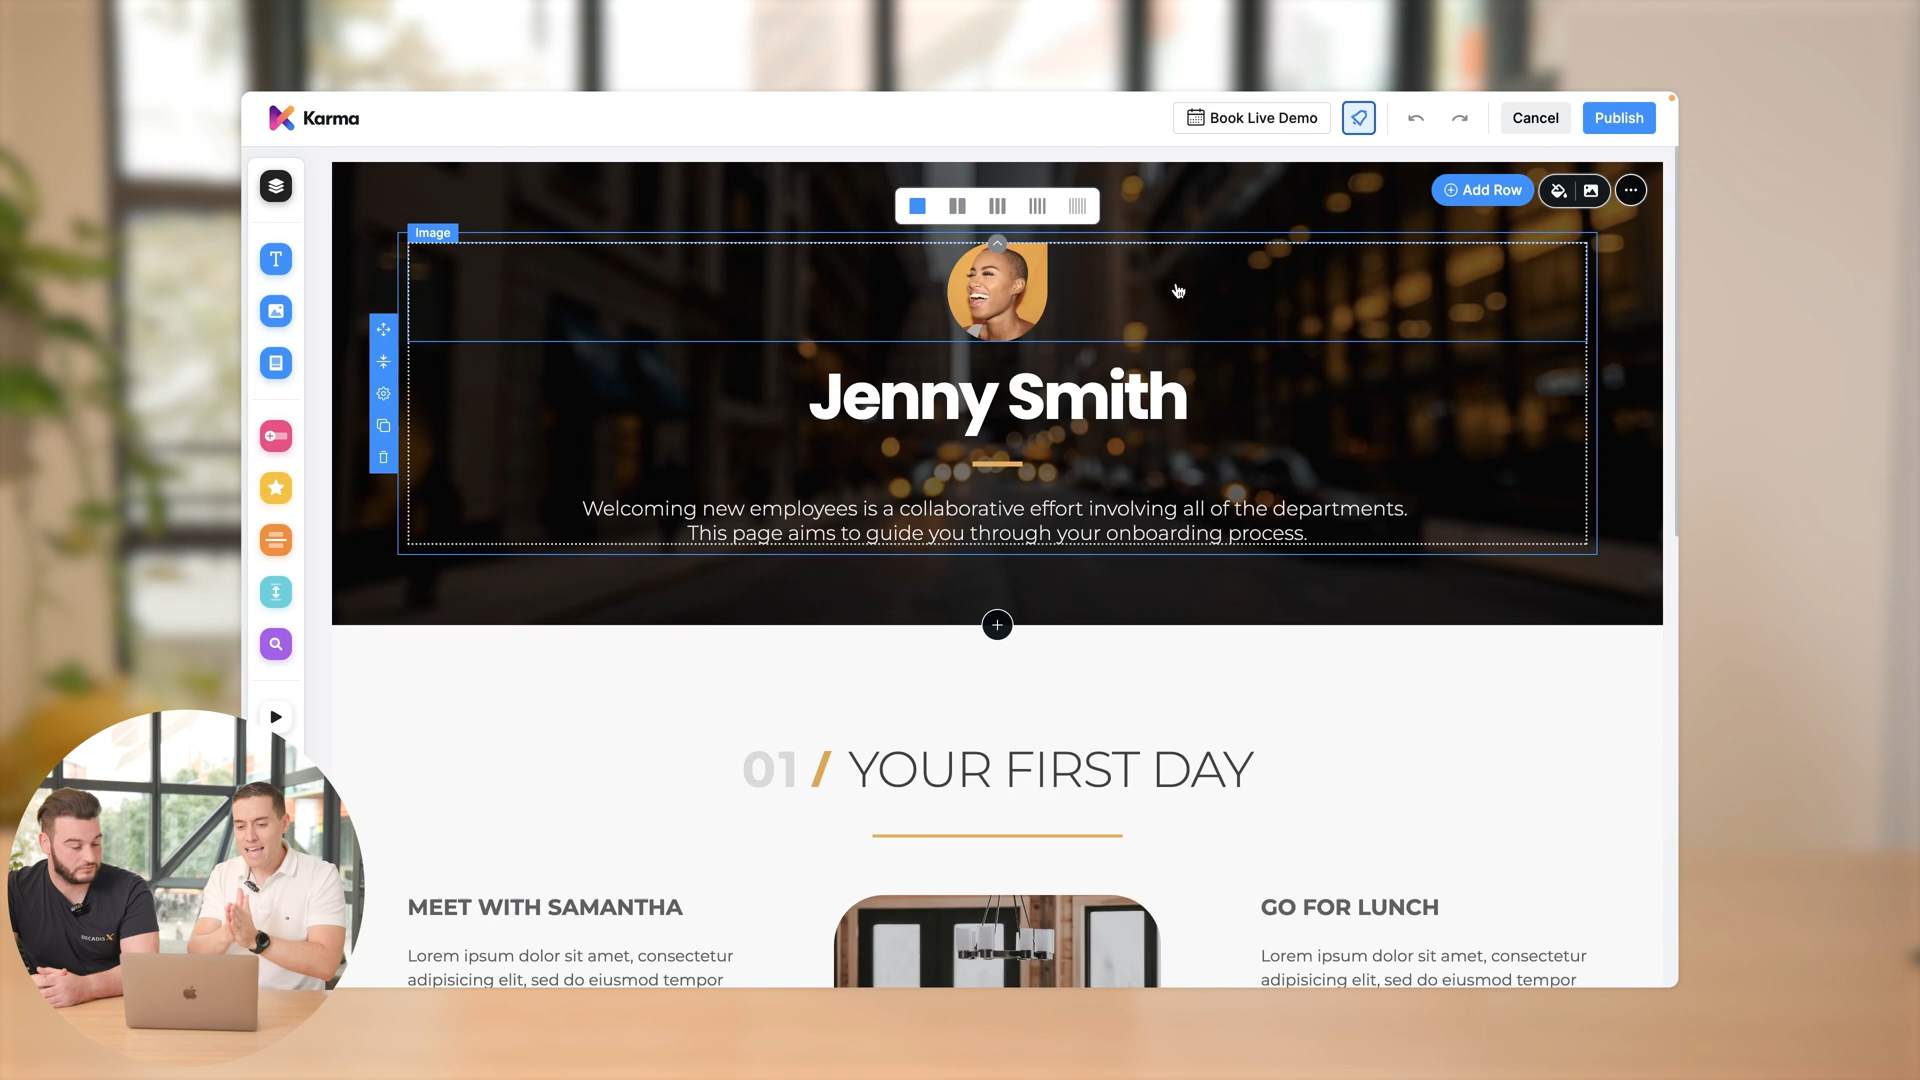 Karma
Book Live Demo
Cancel
Publish
Add Row
Image
T
Jenny Smith
Welcoming new employees is a collaborative effort involving all of the departments.
This page aims to guide you through your onboarding process.
01 / YOUR FIRST DAY
MEET WITH SAMANTHA
Lorem ipsum dolor sit amet, consectetur
adipisicing elit, sed do eiusmod tempor
GO FOR LUNCH
Lorem ipsum dolor sit amet, consectetur
adipisicing elit, sed do eiusmod tempor
DECADIS